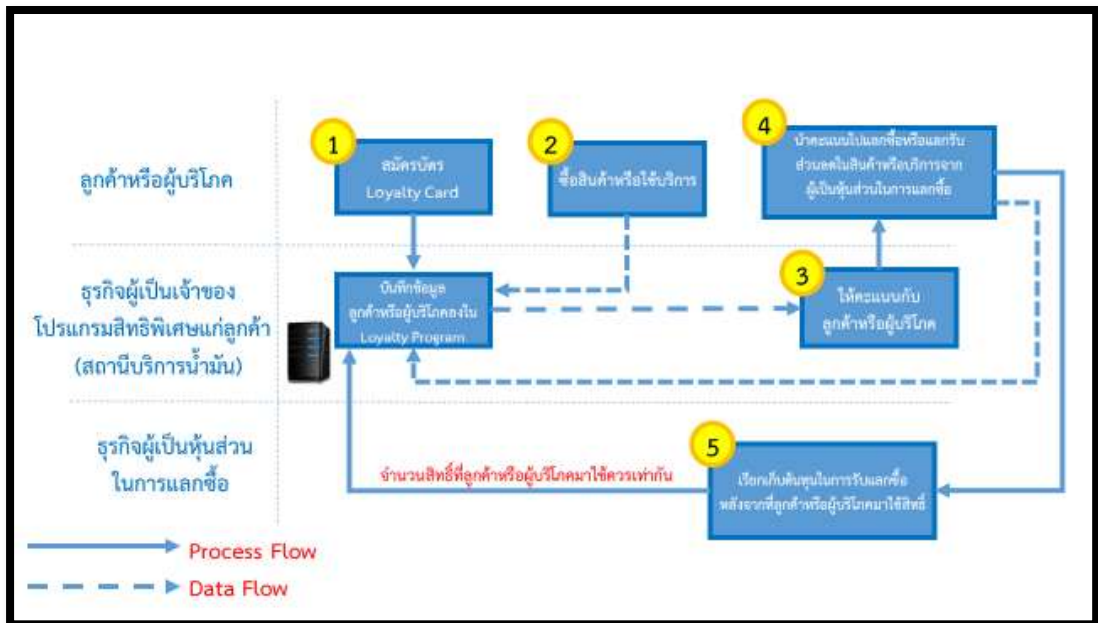 ลูกค้าหรือผู้บริโภค
1
สมัครบัตร
Loyalty Card
2
ซื้อสินค้าหรือใช้บริการ
4
นำคะแนนไปแลกซื้อหรือแลกรับ
ส่วนลดในสินค้าหรือบริการจาก
ผู้เป็นหุ้นส่วนในการแลกซื้อ
ธุรกิจผู้เป็นเจ้าของ
โปรแกรมสิทธิพิเศษแก่ลูกค้า
(สถานีบริการน้ำมัน)
บันทึกข้อมูล
ลูกค้าหรือผู้บริโภคลงใน
Loyalty Program
3
ให้คะแนนกับ
ลูกค้าหรือผู้บริโภค
ธุรกิจผู้เป็นหุ้นส่วน
ในการแลกซื้อ
จำนวนสิทธิ์ที่ลูกค้าหรือผู้บริโภคมาใช้ควรเท่ากัน
5
เรียกเก็บต้นทุนในการรับแลกซื้อ
หลังจากที่ลูกค้าหรือผู้บริโภคมาใช้สิทธิ์
Process Flow
Data Flow